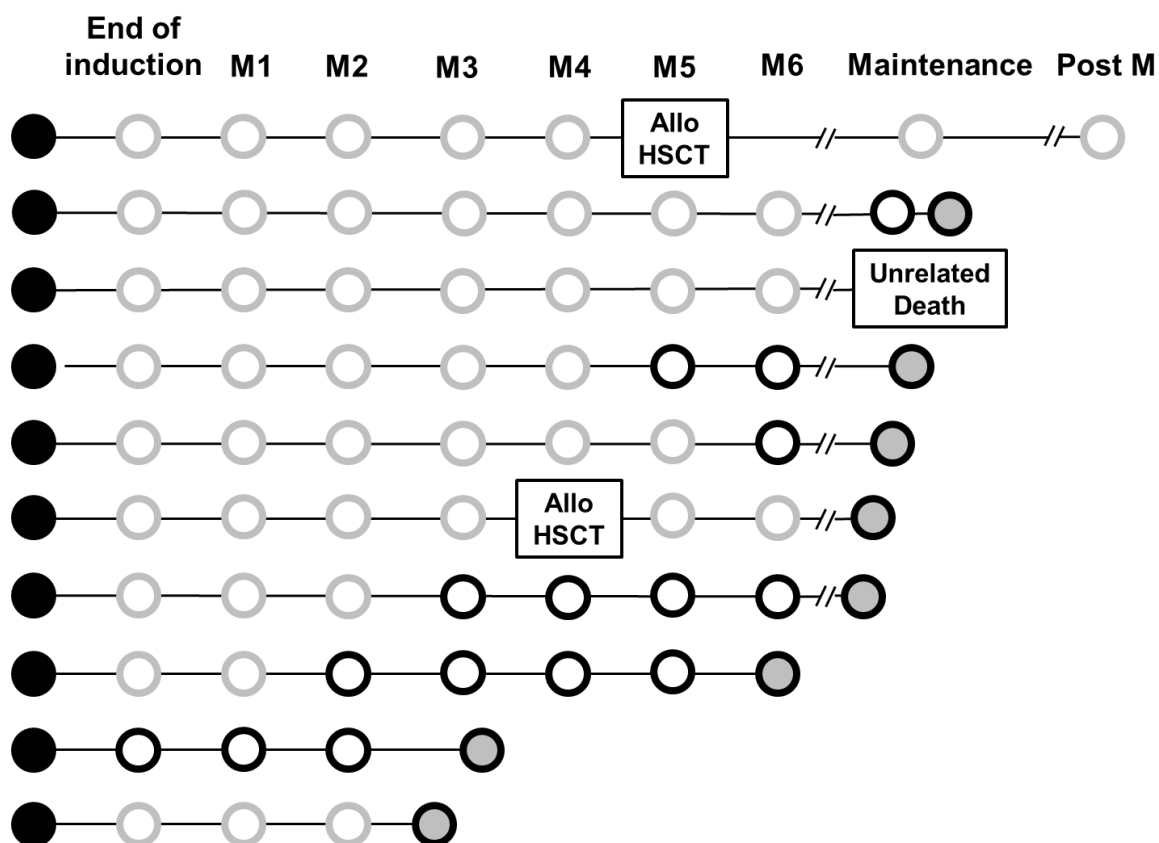 End of
induction M1 M2 M3 M4 M5 M6 Maintenance Post M
Allo
HSCT
Unrelated
Death
Allo
HSCT